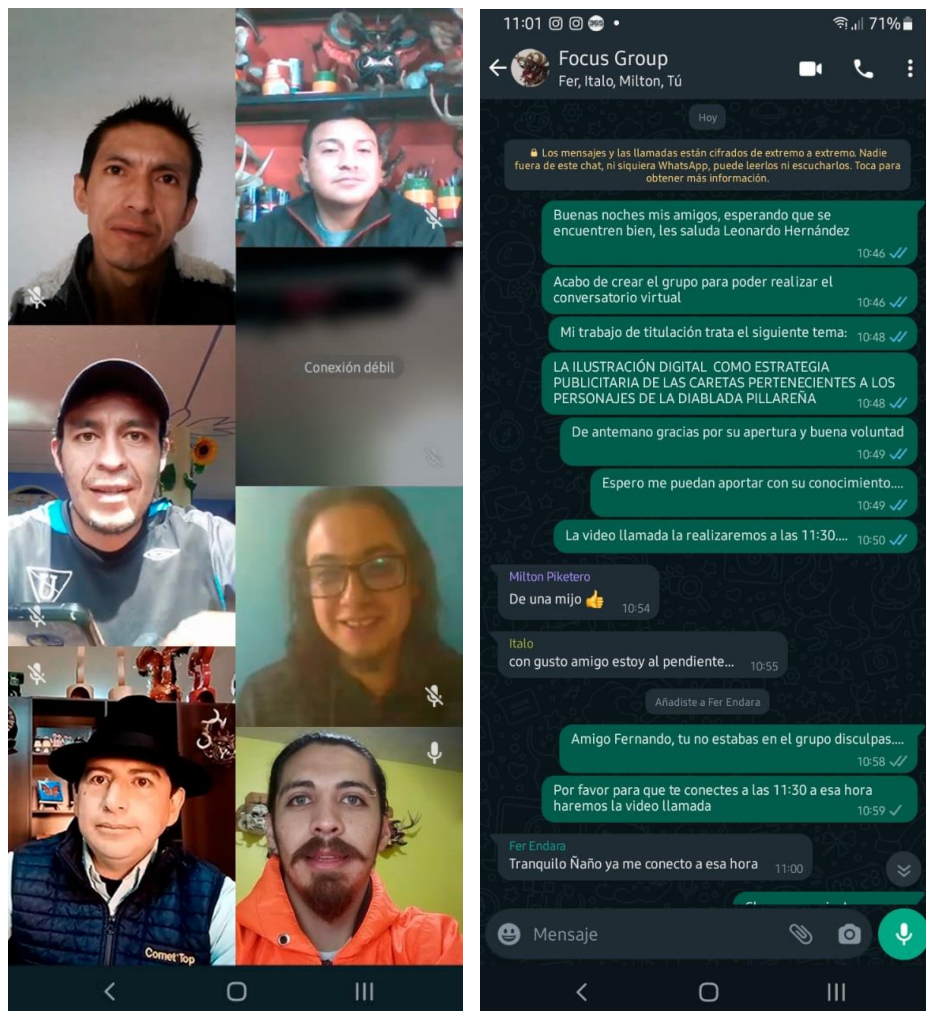 Conexión débil
U
Comet'Top
11:01
365
71%
Focus Group
Fer, Italo, Milton, Tú
Hoy
Los mensajes y las llamadas están cifrados de extremo a extremo. Nadie
fuera de este chat, ni siquiera WhatsApp, puede leerlos ni escucharlos. Toca para
obtener más información.
Buenas noches mis amigos, esperando que se
encuentren bien, les saluda Leonardo Hernández
10:46
Acabo de crear el grupo para poder realizar el
conversatorio virtual
10:46
Mi trabajo de titulación trata el siguiente tema: 10:48
LA ILUSTRACIÓN DIGITAL COMO ESTRATEGIA
PUBLICITARIA DE LAS CARETAS PERTENECIENTES A LOS
PERSONAJES DE LA DIABLADA PILLAREÑA
10:48
De antemano gracias por su apertura y buena voluntad
10:49
Espero me puedan aportar con su conocimiento....
10:49
La video llamada la realizaremos a las 11:30.... 10:50
Milton Piketero
De una mijo 👍 10:54
Italo
con gusto amigo estoy al pendiente... 10:55
Añadiste a Fer Endara
Amigo Fernando, tu no estabas en el grupo disculpas....
10:58
Por favor para que te conectes a las 11:30 a esa hora
haremos la video llamada
10:59
Fer Endara
Tranquilo Ñaño ya me conecto a esa hora 11:00
Mensaje